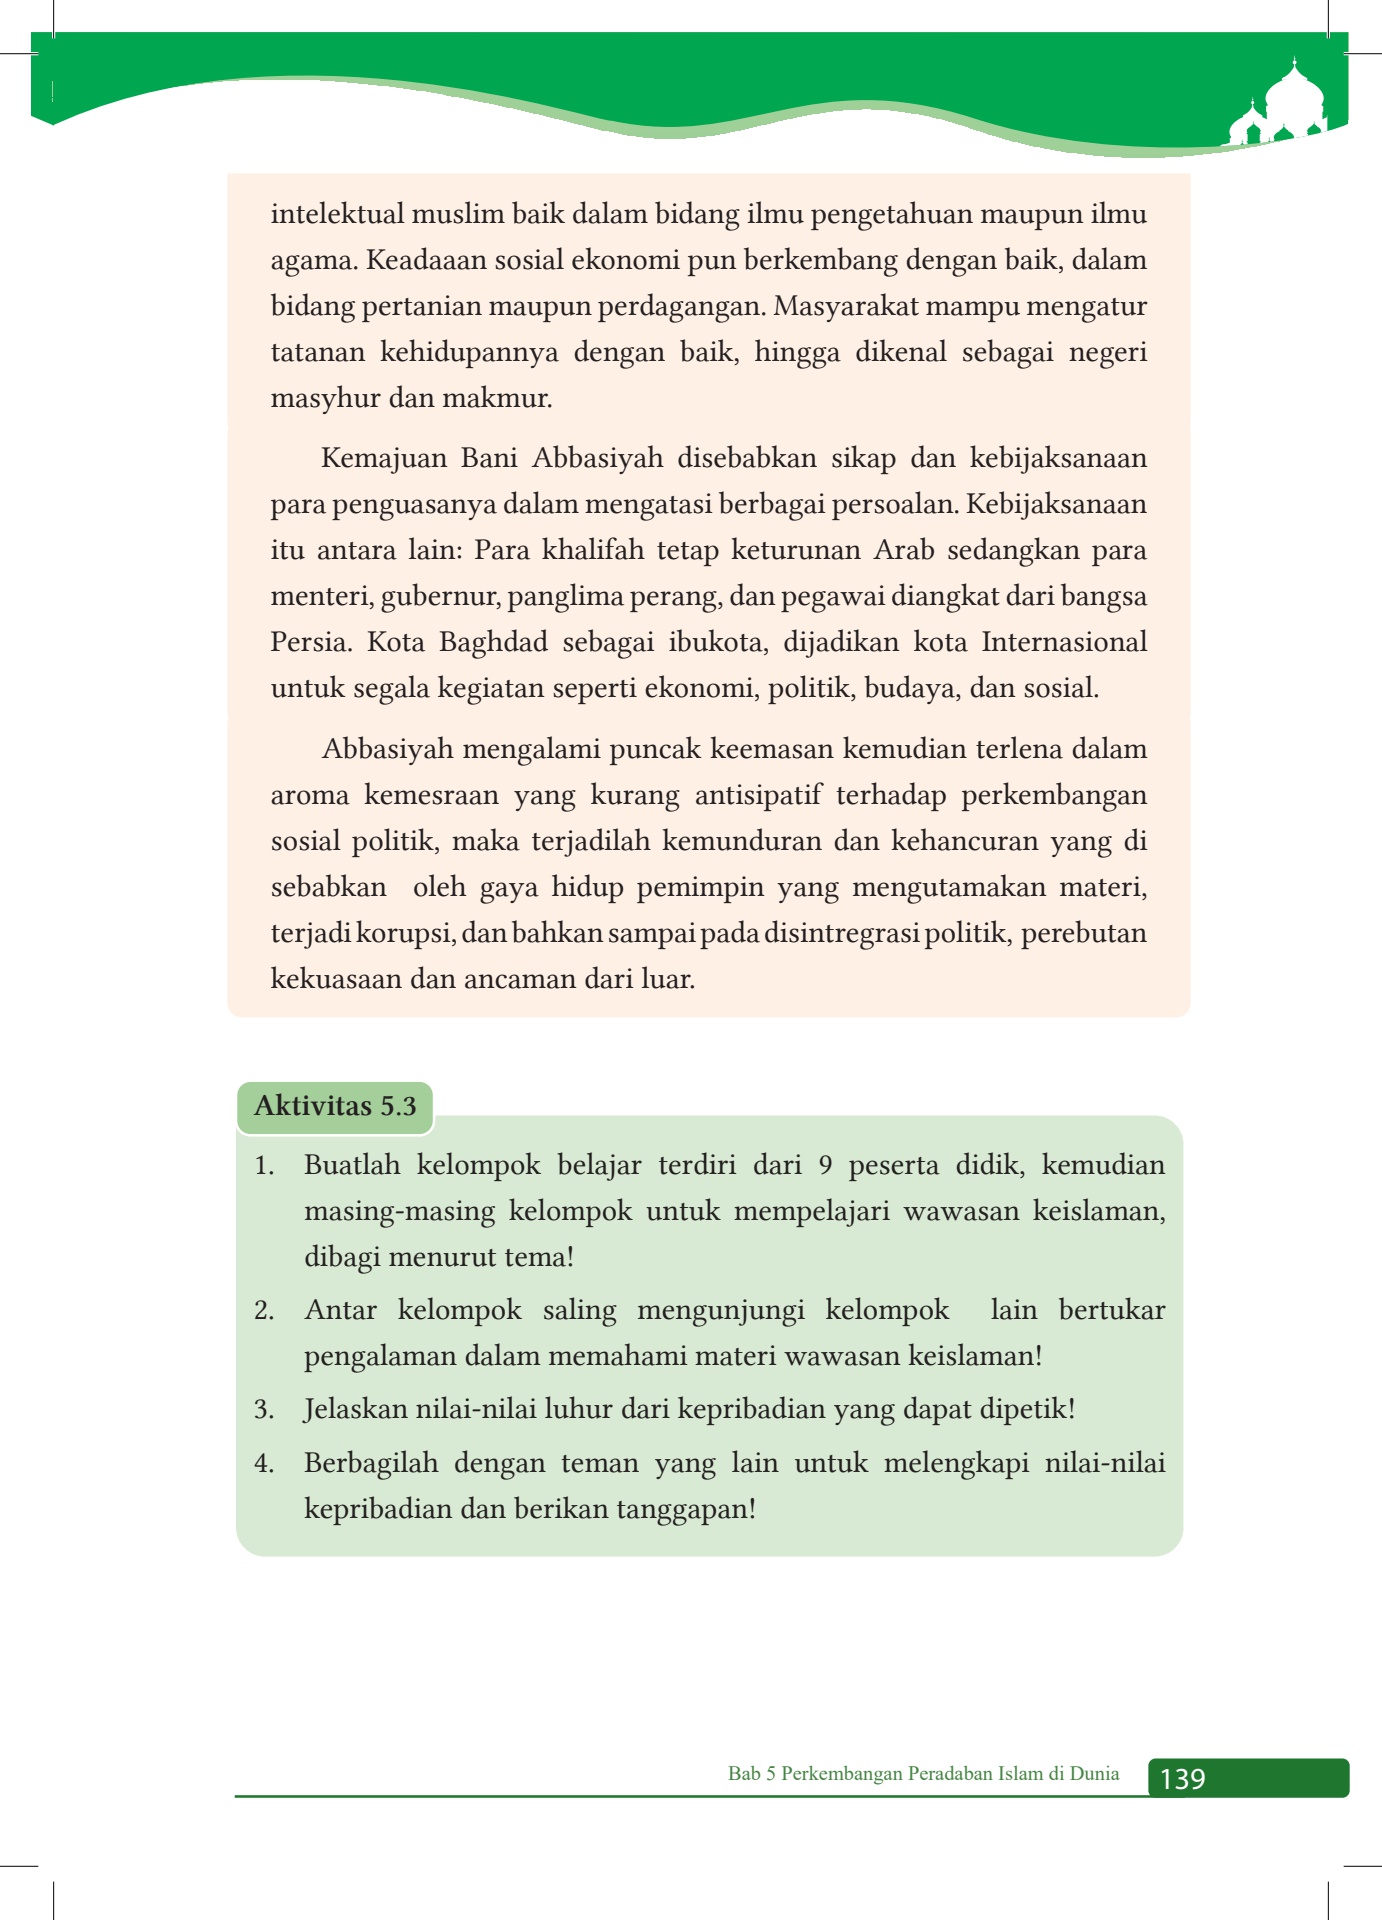 intelektual muslim baik dalam bidang ilmu pengetahuan maupun ilmu
agama. Keadaaan sosial ekonomi pun berkembang dengan baik, dalam
bidang pertanian maupun perdagangan. Masyarakat mampu mengatur
tatanan kehidupannya dengan baik, hingga dikenal sebagai negeri
masyhur dan makmur.
Kemajuan Bani Abbasiyah disebabkan sikap dan kebijaksanaan
para penguasanya dalam mengatasi berbagai persoalan. Kebijaksanaan
itu antara lain: Para khalifah tetap keturunan Arab sedangkan para
menteri, gubernur, panglima perang, dan pegawai diangkat dari bangsa
Persia. Kota Baghdad sebagai ibukota, dijadikan kota Internasional
untuk segala kegiatan seperti ekonomi, politik, budaya, dan sosial.
Abbasiyah mengalami puncak keemasan kemudian terlena dalam
aroma kemesraan yang kurang antisipatif terhadap perkembangan
sosial politik, maka terjadilah kemunduran dan kehancuran yang di
sebabkan oleh gaya hidup pemimpin yang mengutamakan materi,
terjadi korupsi, dan bahkan sampai pada disintregrasi politik, perebutan
kekuasaan dan ancaman dari luar.
Aktivitas 5.3
1. Buatlah kelompok belajar terdiri dari 9 peserta didik, kemudian
masing-masing kelompok untuk mempelajari wawasan keislaman,
dibagi menurut tema!
2. Antar kelompok saling mengunjungi kelompok lain bertukar
pengalaman dalam memahami materi wawasan keislaman!
3. Jelaskan nilai-nilai luhur dari kepribadian yang dapat dipetik!
4. Berbagilah dengan teman yang lain untuk melengkapi nilai-nilai
kepribadian dan berikan tanggapan!
Bab 5 Perkembangan Peradaban Islam di Dunia 139